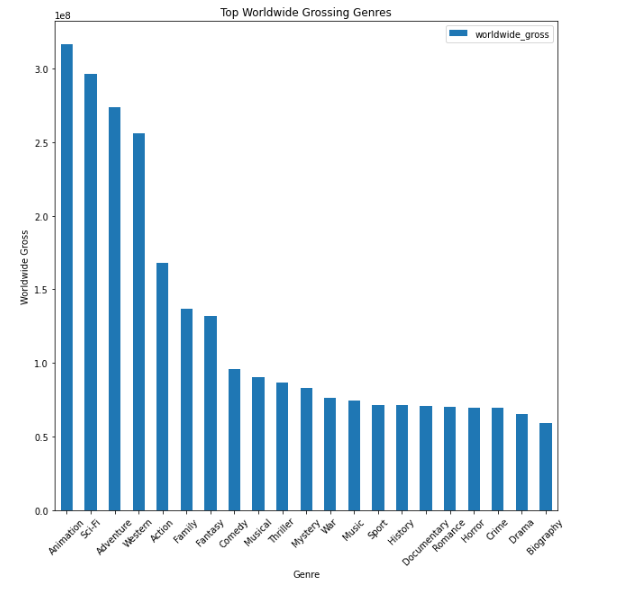 Top Worldwide Grossing Genres
1e8
worldwide_gross
3.0
2.5
2.0
1.5
1.0
0.5
0.0
Worldwide Gross
Animation
Sci-Fi
Adventure
Western
Action
Family
Fantasy
Comedy
Musical
Thriller
Mystery
War
Music
Sport
History
Documentary
Romance
Horror
Crime
Drama
Biography
Genre